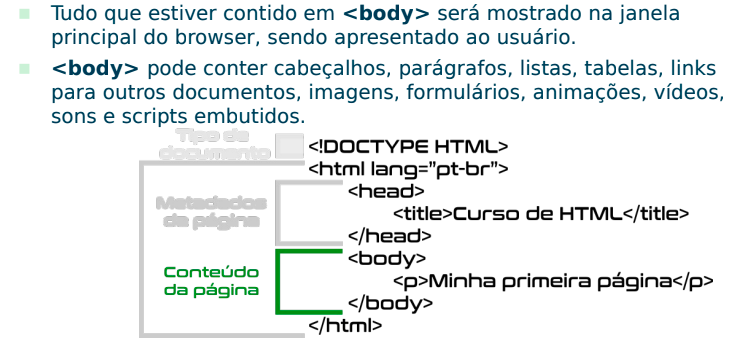 Tudo que estiver contido em <body> será mostrado na janela
principal do browser, sendo apresentado ao usuário.
<body> pode conter cabeçalhos, parágrafos, listas, tabelas, links
para outros documentos, imagens, formulários, animações, vídeos,
sons e scripts embutidos.
Tipo de
documento
<!DOCTYPE HTML>
<html lang="pt-br">
Metadados
da página
<head>
<title>Curso de HTML</title>
</head>
Conteúdo
da página
<body>
<p>Minha primeira página</p>
</body>
</html>